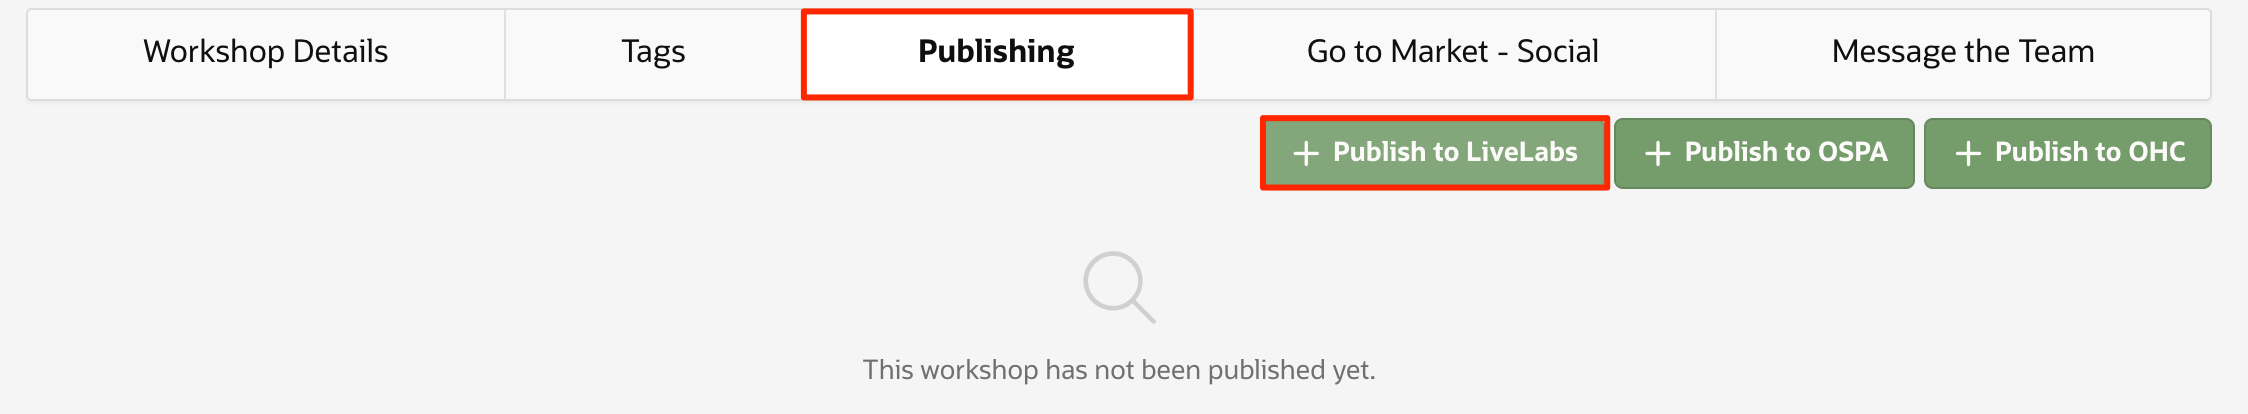 Workshop Details
Tags
Publishing
Go to Market - Social
Message the Team
+ Publish to LiveLabs
+ Publish to OSPA
+ Publish to OHC
This workshop has not been published yet.